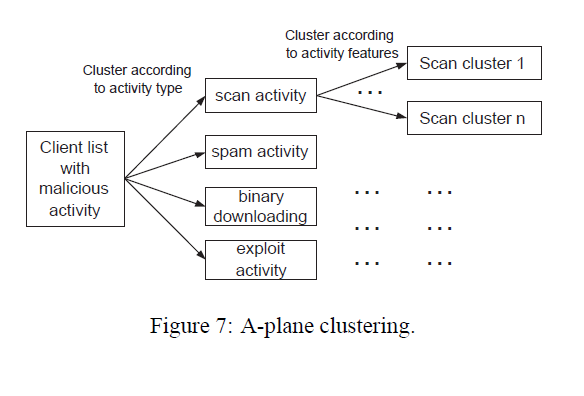 Cluster according
to activity features
Scan cluster 1
Cluster according
to activity type
scan activity
...
Scan cluster n
Client list
with
malicious
activity
spam activity
binary
downloading
... ...
... ...
exploit
activity
... ...
Figure 7: A-plane clustering.